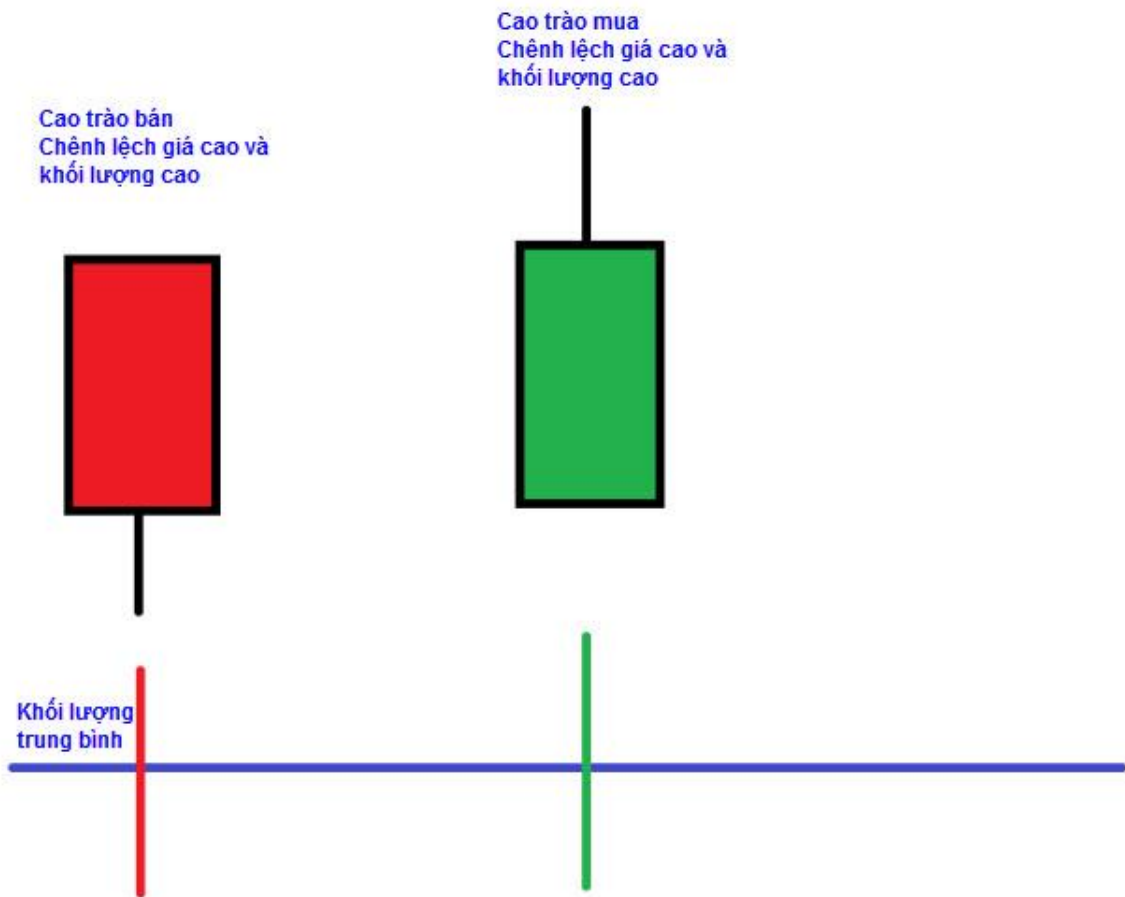 Cao trào mua
Chênh lệch giá cao và
khối lượng cao
Cao trào bán
Chênh lệch giá cao và
khối lượng cao
Khối lượng
trung bình